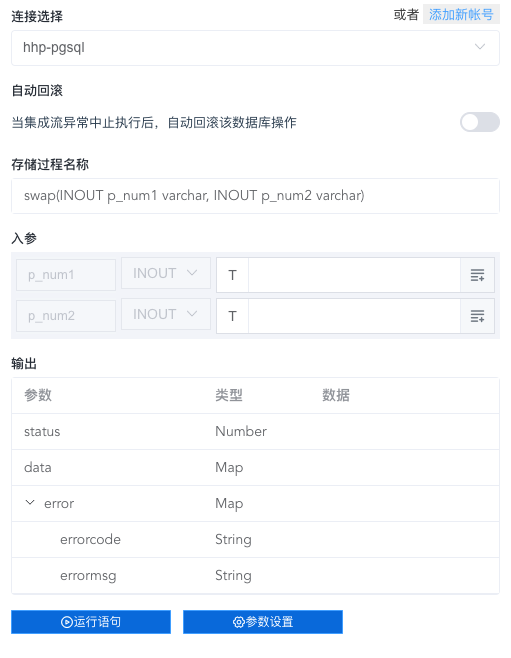 连接选择 或者 添加新帐号
hhp-pgsql
自动回滚
当集成流异常中止执行后，自动回滚该数据库操作
存储过程名称
swap(INOUT p_num1 varchar, INOUT p_num2 varchar)
入参
p_num1 INOUT T
p_num2 INOUT T
输出
参数 类型 数据
status Number
data Map
error Map
errorcode String
errormsg String
运行语句 参数设置